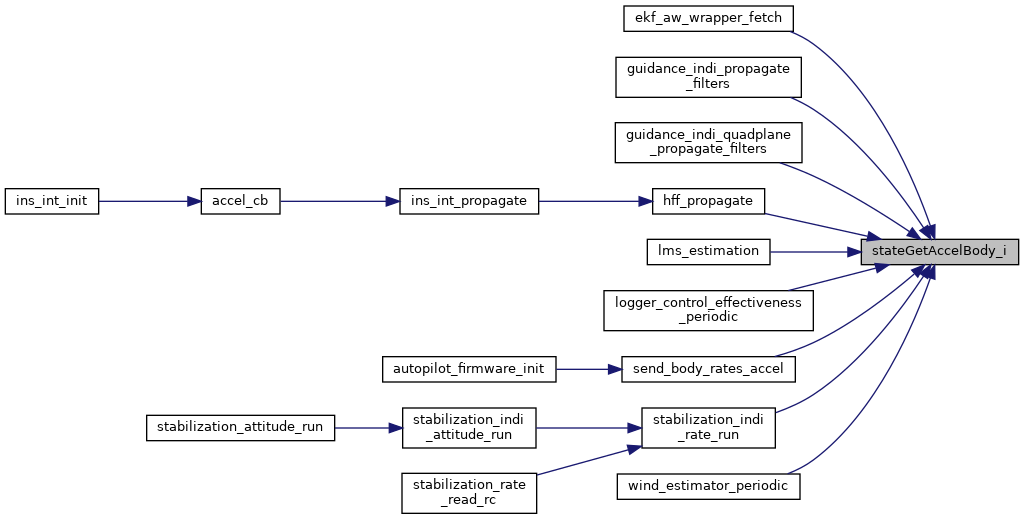 ekf_aw_wrapper_fetch
guidance_indi_propagate
_filters
guidance_indi_quadplane
_propagate_filters
ins_int_init
accel_cb
ins_int_propagate
hff_propagate
lms_estimation
stateGetAccelBody_i
logger_control_effectiveness
_periodic
autopilot_firmware_init
send_body_rates_accel
stabilization_attitude_run
stabilization_indi
_attitude_run
stabilization_indi
_rate_run
stabilization_rate
_read_rc
wind_estimator_periodic